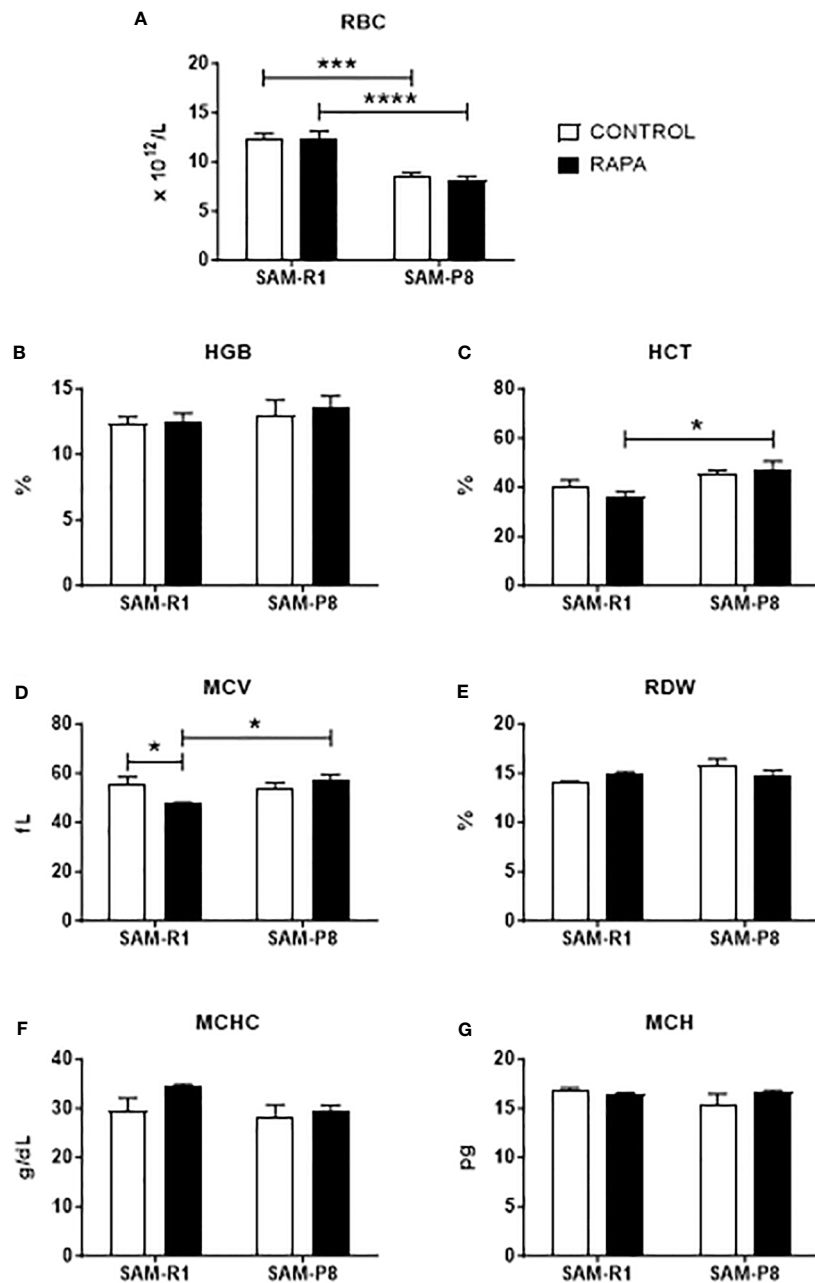 A
RBC
20
15
10
5
0
× 10¹²/L
***
****
SAM-R1 SAM-P8
CONTROL
RAPA
B
HGB
15
10
5
0
%
SAM-R1 SAM-P8
C
HCT
80
60
40
20
0
%
*
SAM-R1 SAM-P8
D
MCV
80
60
40
20
0
fL
*
*
SAM-R1 SAM-P8
E
RDW
20
15
10
5
0
%
SAM-R1 SAM-P8
F
MCHC
40
30
20
10
0
g/dL
SAM-R1 SAM-P8
G
MCH
20
15
10
5
0
pg
SAM-R1 SAM-P8